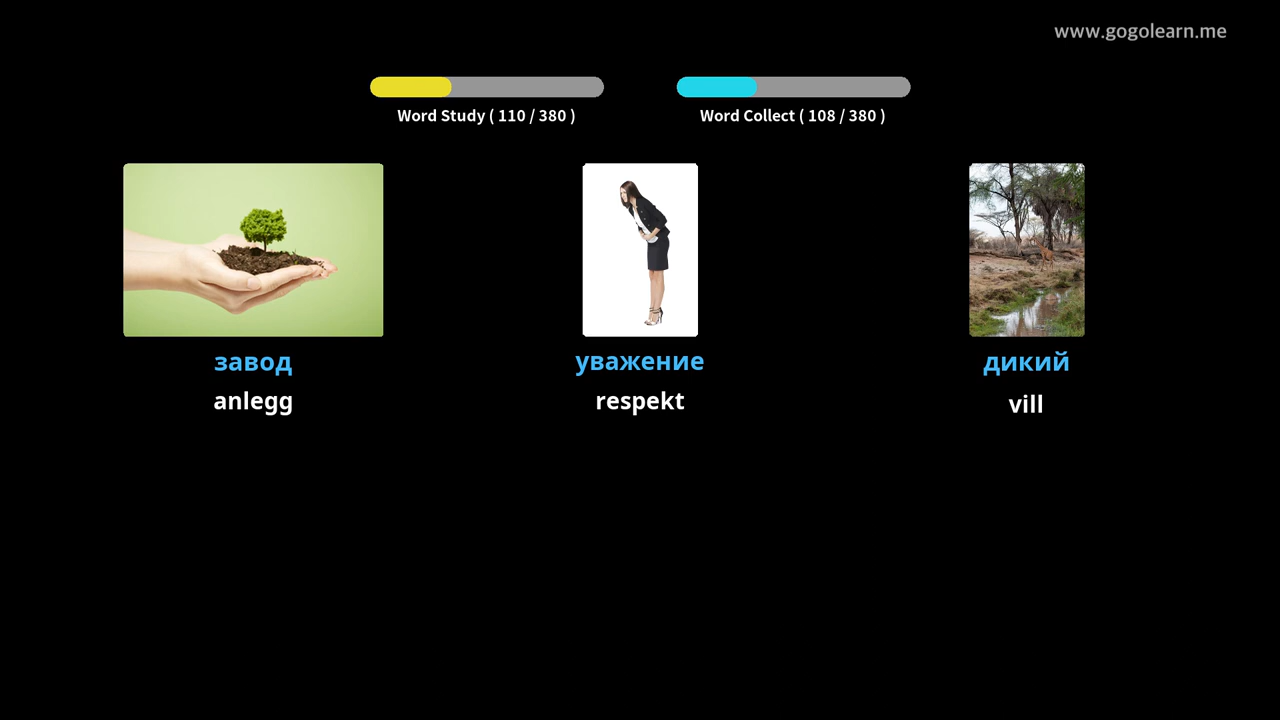 www.gogolearn.me
Word Study ( 110 / 380 )
Word Collect ( 108 / 380 )
завод
уважение
дикий
anlegg
respekt
vill